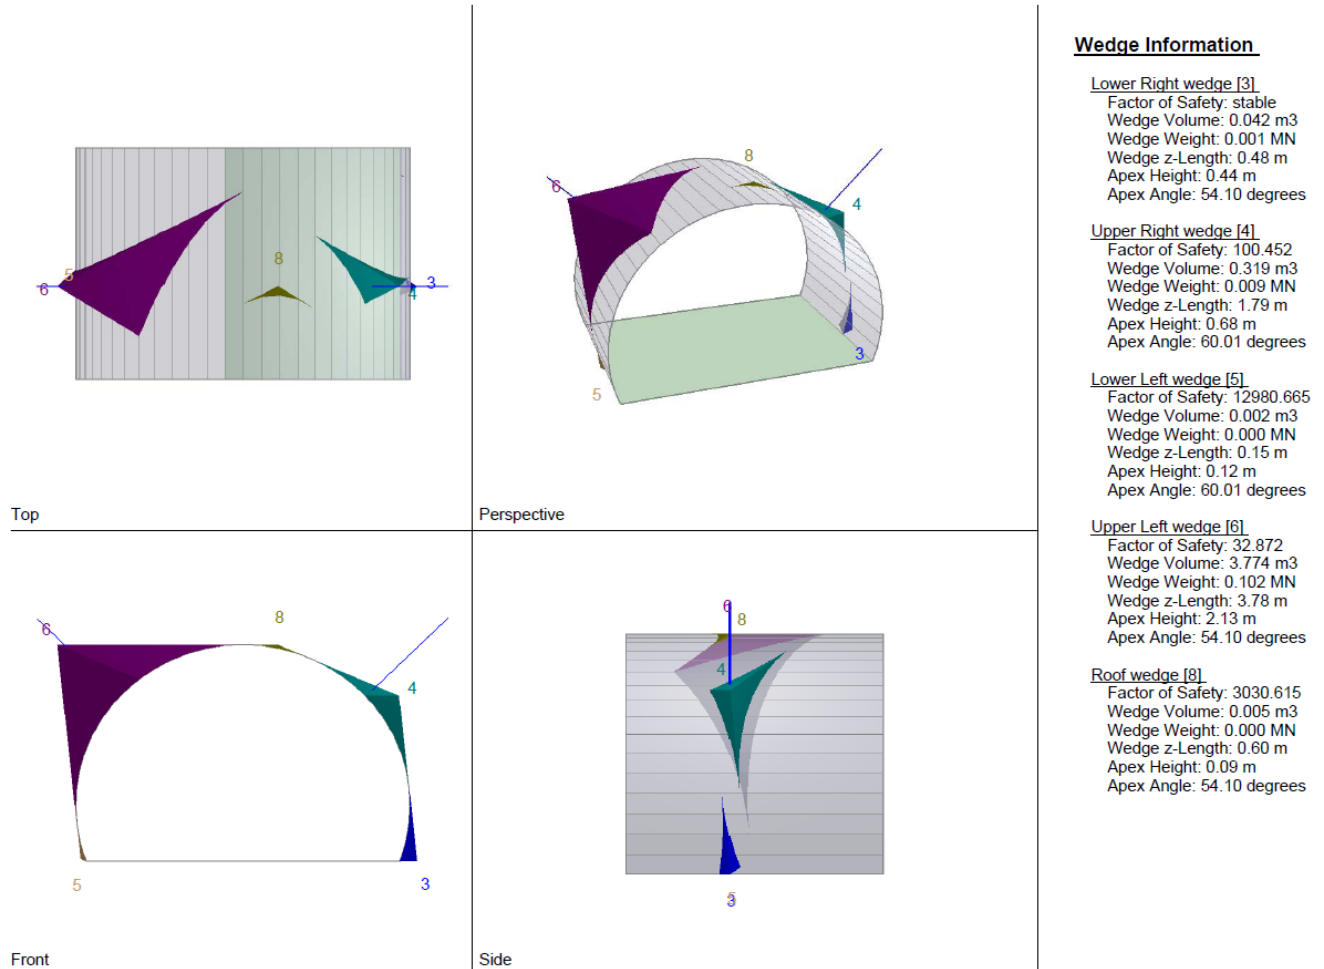 6
5
8
3
4
Top
8
6
4
3
5
Perspective
6
8
4
5
3
Front
6
8
4
3
Side
Wedge Information
Lower Right wedge [3]
Factor of Safety: stable
Wedge Volume: 0.042 m3
Wedge Weight: 0.001 MN
Wedge z-Length: 0.48 m
Apex Height: 0.44 m
Apex Angle: 54.10 degrees
Upper Right wedge [4]
Factor of Safety: 100.452
Wedge Volume: 0.319 m3
Wedge Weight: 0.009 MN
Wedge z-Length: 1.79 m
Apex Height: 0.68 m
Apex Angle: 60.01 degrees
Lower Left wedge [5]
Factor of Safety: 12980.665
Wedge Volume: 0.002 m3
Wedge Weight: 0.000 MN
Wedge z-Length: 0.15 m
Apex Height: 0.12 m
Apex Angle: 60.01 degrees
Upper Left wedge [6]
Factor of Safety: 32.872
Wedge Volume: 3.774 m3
Wedge Weight: 0.102 MN
Wedge z-Length: 3.78 m
Apex Height: 2.13 m
Apex Angle: 54.10 degrees
Roof wedge [8]
Factor of Safety: 3030.615
Wedge Volume: 0.005 m3
Wedge Weight: 0.000 MN
Wedge z-Length: 0.60 m
Apex Height: 0.09 m
Apex Angle: 54.10 degrees